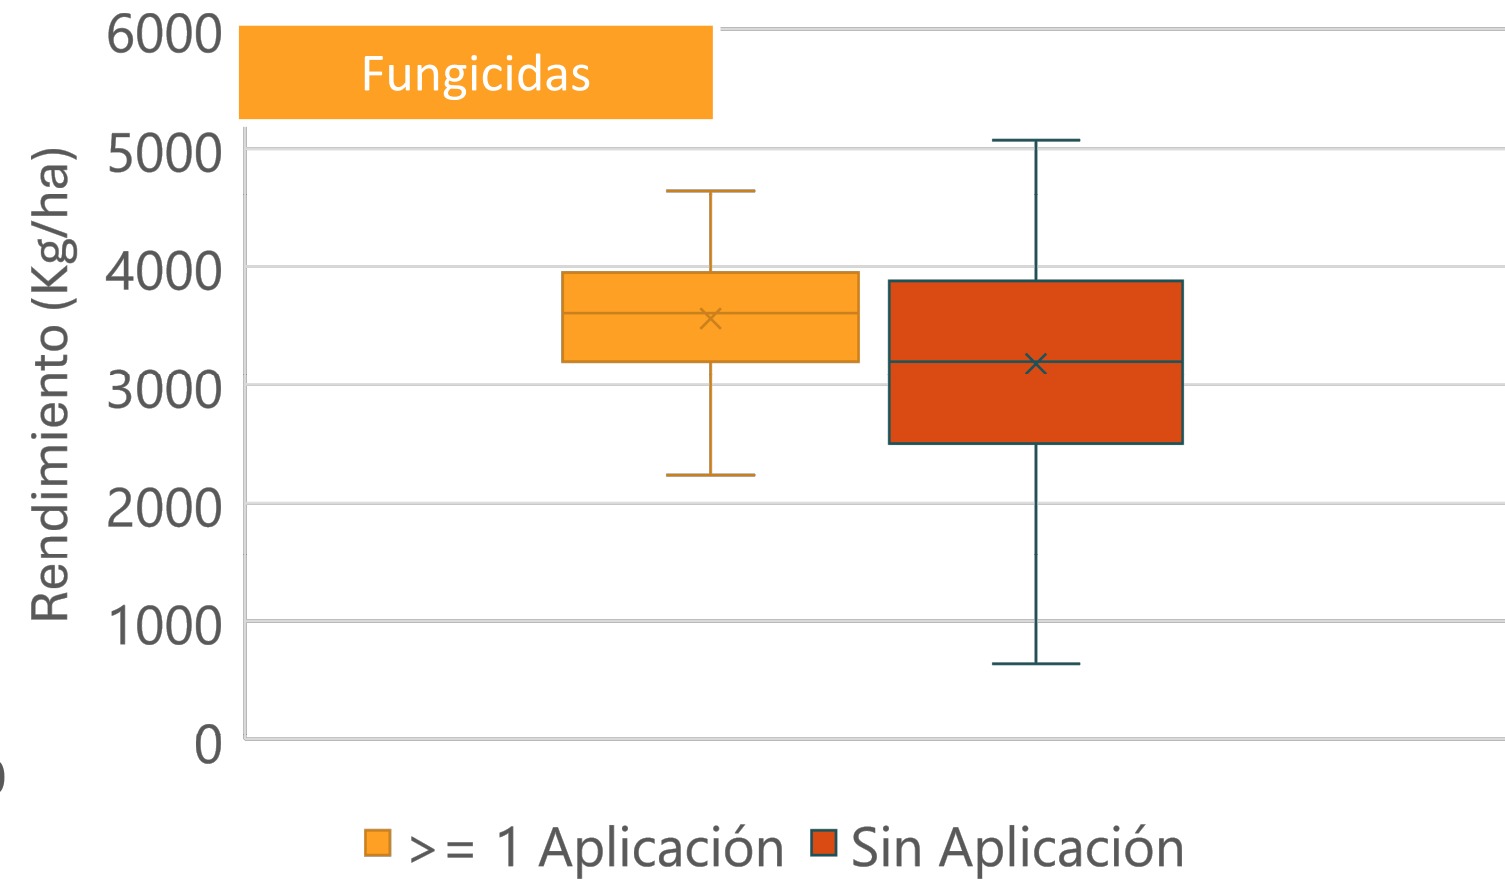 Fungicidas
Rendimiento (Kg/ha)
6000
5000
4000
3000
2000
1000
0
>= 1 Aplicación
Sin Aplicación